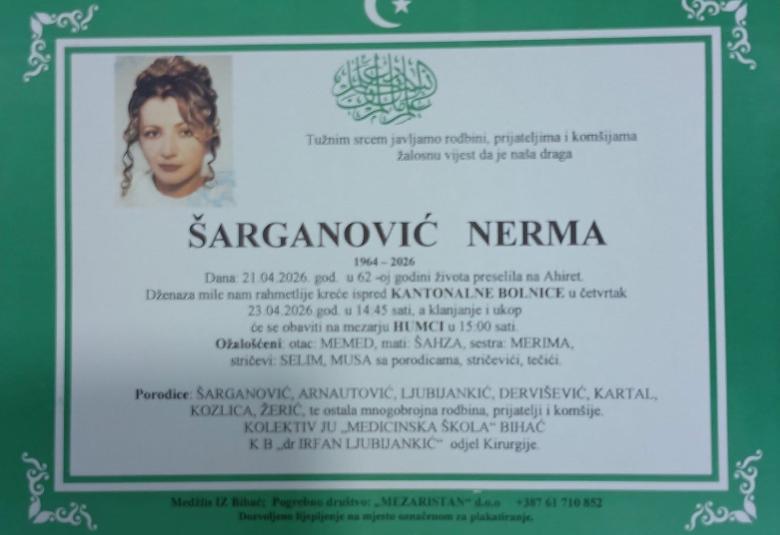 Tužnim srcem javljamo rodbini, prijateljima i komšijama
žalosnu vijest da je naša draga
ŠARGANOVIĆ NERMA
1964 – 2026
Dana: 21.04.2026. god. u 62 -oj godini života preselila na Ahiret.
Dženaza mile nam rahmetlije kreće ispred KANTONALNE BOLNICE u četvrtak
23.04.2026.god. u 14:45 sati, a klanjanje i ukop
će se obaviti na mezarju HUMCI u 15:00 sati.
Ožalošćeni: otac: MEMED, mati: ŠAHZA, sestra: MERIMA,
stričevi: SELIM, MUSA sa porodicama, stričevići, tečići.
Porodice: ŠARGANOVIĆ, ARNAUTOVIĆ, LJUBIJANKIĆ, DERVIŠEVIĆ, KARTAL,
KOZLICA, ŽERIĆ, te ostala mnogobrojna rodbina, prijatelji i komšije.
KOLEKTIV JU „MEDICINSKA ŠKOLA“ BIHAĆ
K B „dr IRFAN LJUBIJANKIĆ“ odjel Kirurgije.
Medžlis IZ Bihać; Pogrebno društvo: „MEZARISTAN“ d.o.o +387 61 710 852
Dozvoljeno lijepljenje na mjesto označenom za plakatiranje.